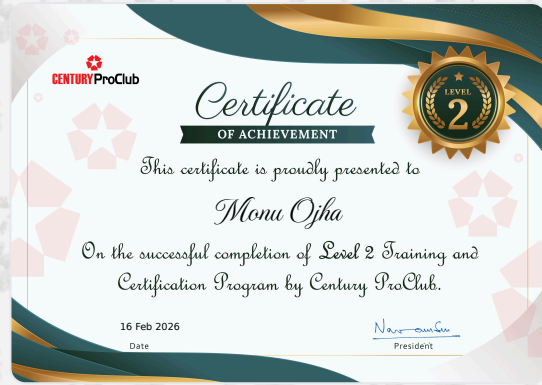 CENTURY ProClub
Certificate
OF ACHIEVEMENT
LEVEL
2
This certificate is proudly presented to
Monu Ojha
On the successful completion of Level 2 Training and
Certification Program by Century ProClub.
16 Feb 2026
Date
President